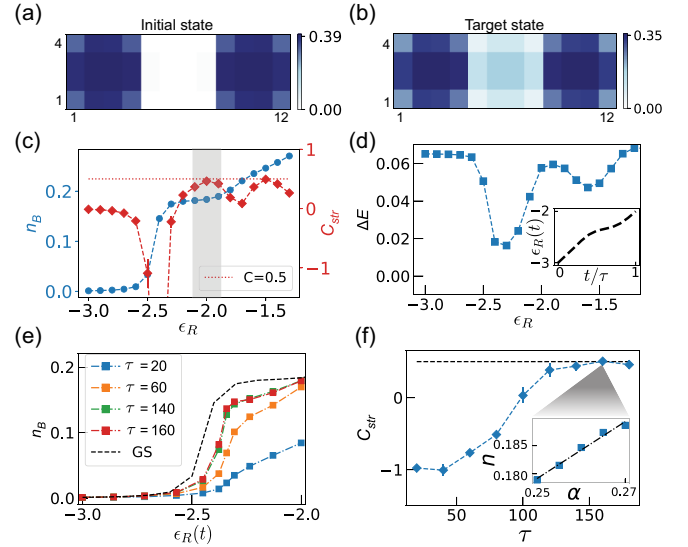 (a) Initial state
4
1
1 12
0.39
0.00
(b) Target state
4
1
1 12
0.35
0.00
(c)
n_B
0.2
0.1
0.0
1
0
−1
C_str
C=0.5
−3.0 −2.5 −2.0 −1.5
ϵ_R
(d)
ΔE
0.06
0.04
0.02
0.00
−3.0 −2.5 −2.0 −1.5
ϵ_R
ϵ_R(t)
−2
−3
0 1
t/τ
(e)
n_B
0.2
0.1
0.0
τ = 20
τ = 60
τ = 140
τ = 160
GS
−3.0 −2.5 −2.0
ϵ_R(t)
(f)
C_str
0
−1
50 100 150
τ
n
0.185
0.180
0.25 0.27
α